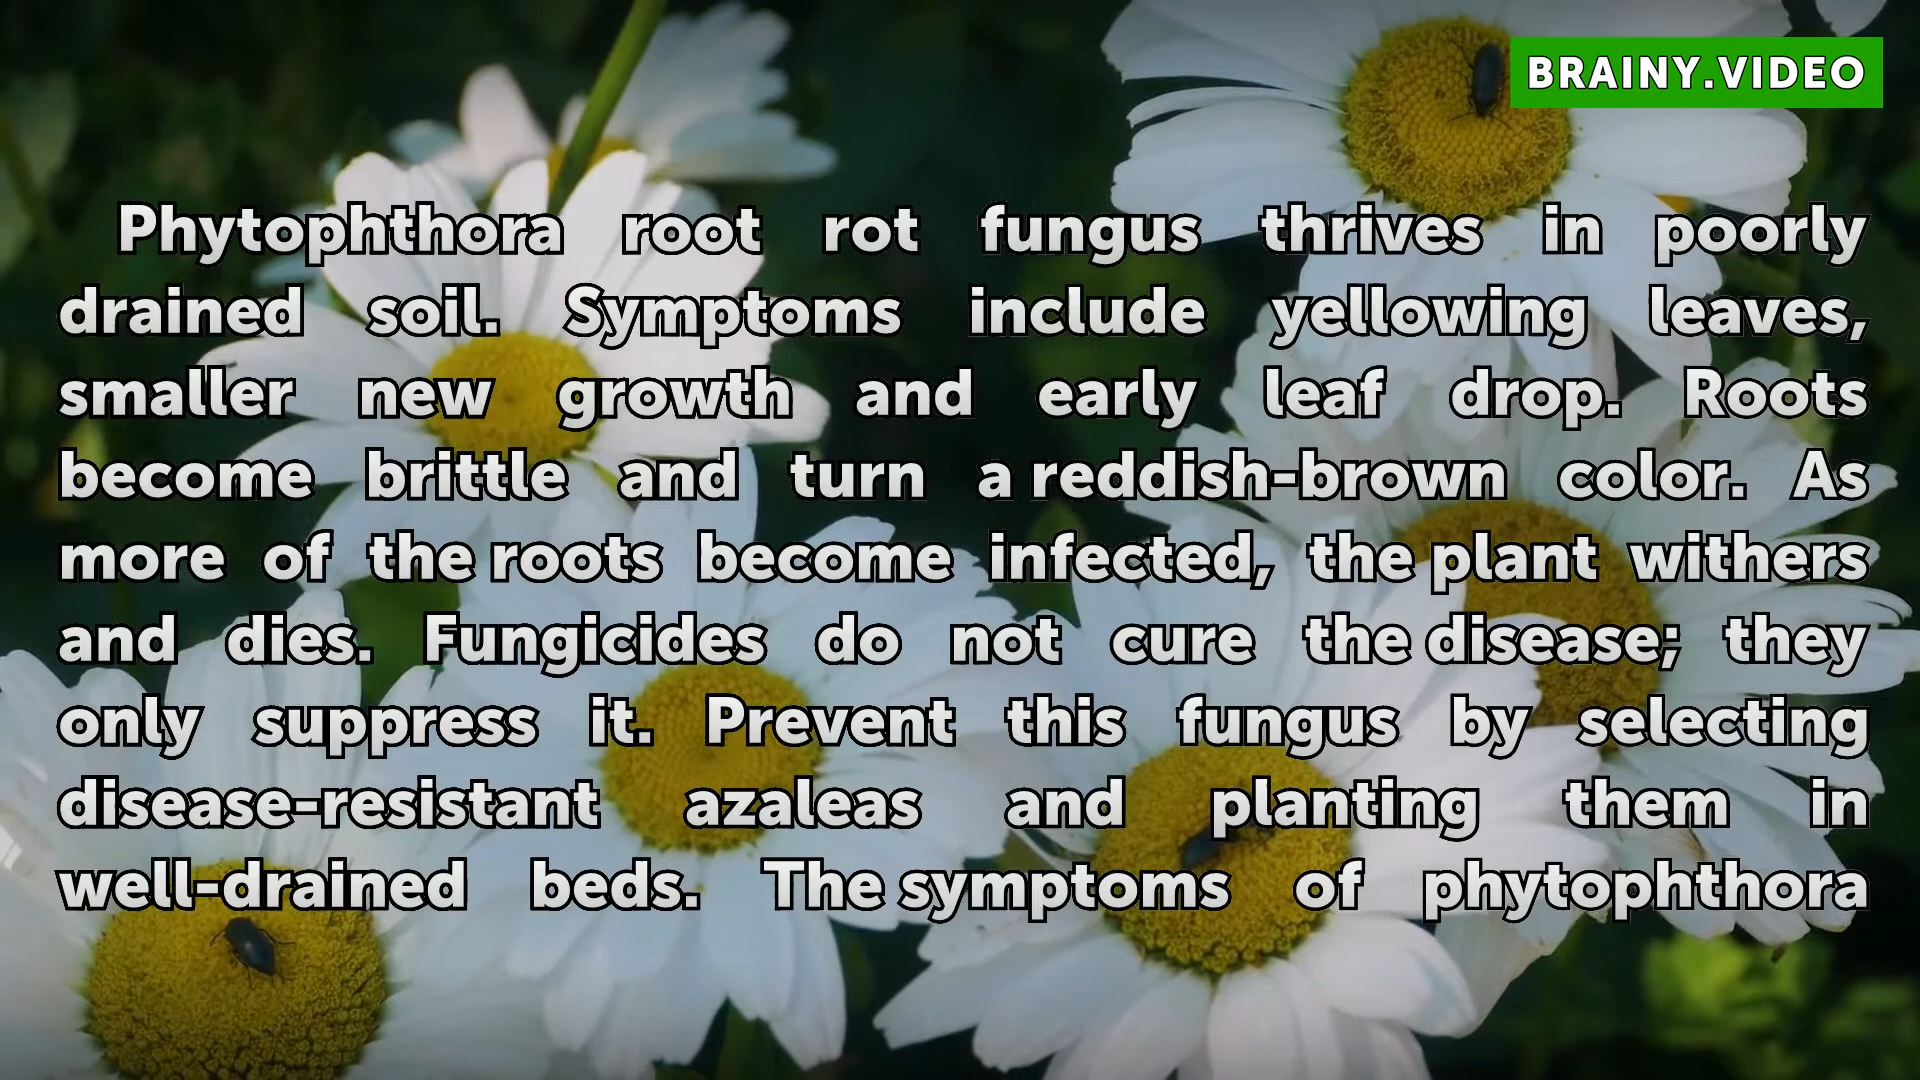 BRAINY.VIDEO
Phytophthora root rot fungus thrives in poorly
drained soil. Symptoms include yellowing leaves,
smaller new growth and early leaf drop. Roots
become brittle and turn a reddish-brown color. As
more of the roots become infected, the plant withers
and dies. Fungicides do not cure the disease; they
only suppress it. Prevent this fungus by selecting
disease-resistant azaleas and planting them in
well-drained beds. The symptoms of phytophthora